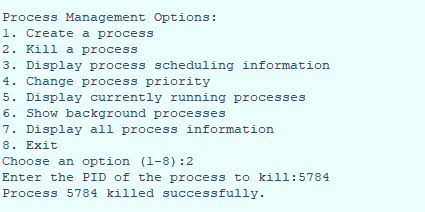 Process Management Options:
1. Create a process
2. Kill a process
3. Display process scheduling information
4. Change process priority
5. Display currently running processes
6. Show background processes
7. Display all process information
8. Exit
Choose an option (1-8):2
Enter the PID of the process to kill:5784
Process 5784 killed successfully.